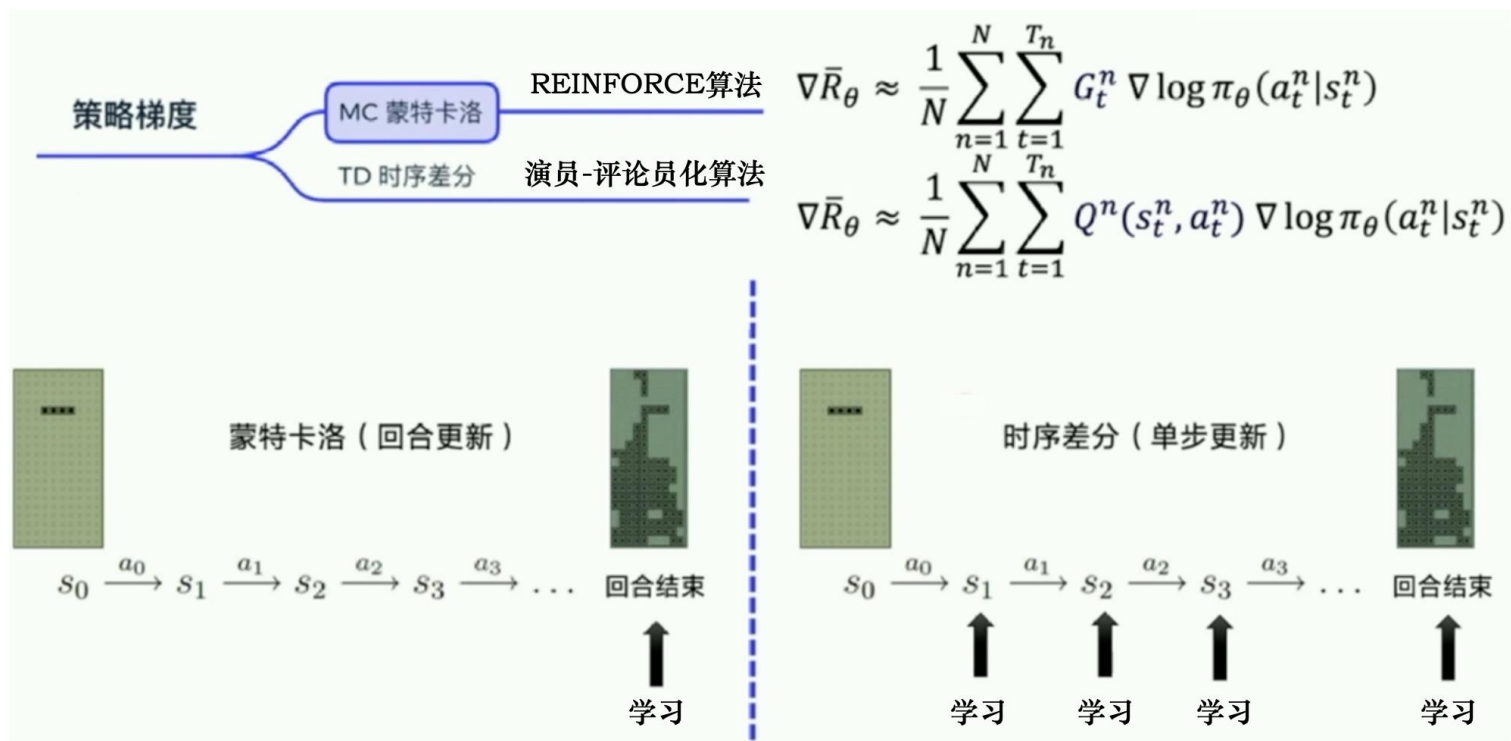 策略梯度
MC 蒙特卡洛
REINFORCE算法
∇R̄θ ≈ 1/N ∑_{n=1}^{N} ∑_{t=1}^{T_n} G_t^n ∇ log π_θ(a_t^n|s_t^n)
TD 时序差分
演员-评论员化算法
∇R̄θ ≈ 1/N ∑_{n=1}^{N} ∑_{t=1}^{T_n} Q^n(s_t^n, a_t^n) ∇ log π_θ(a_t^n|s_t^n)
蒙特卡洛（回合更新）
s_0 —a_0→ s_1 —a_1→ s_2 —a_2→ s_3 —a_3→ ... 回合结束
学习
时序差分（单步更新）
s_0 —a_0→ s_1 —a_1→ s_2 —a_2→ s_3 —a_3→ ... 回合结束
学习 学习 学习 学习